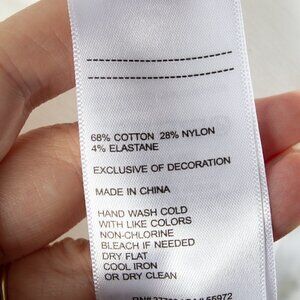 68% COTTON 28% NYLON
4% ELASTANE
EXCLUSIVE OF DECORATION
MADE IN CHINA
HAND WASH COLD
WITH LIKE COLORS
NON-CHLORINE
BLEACH IF NEEDED
DRY FLAT
COOL IRON
OR DRY CLEAN